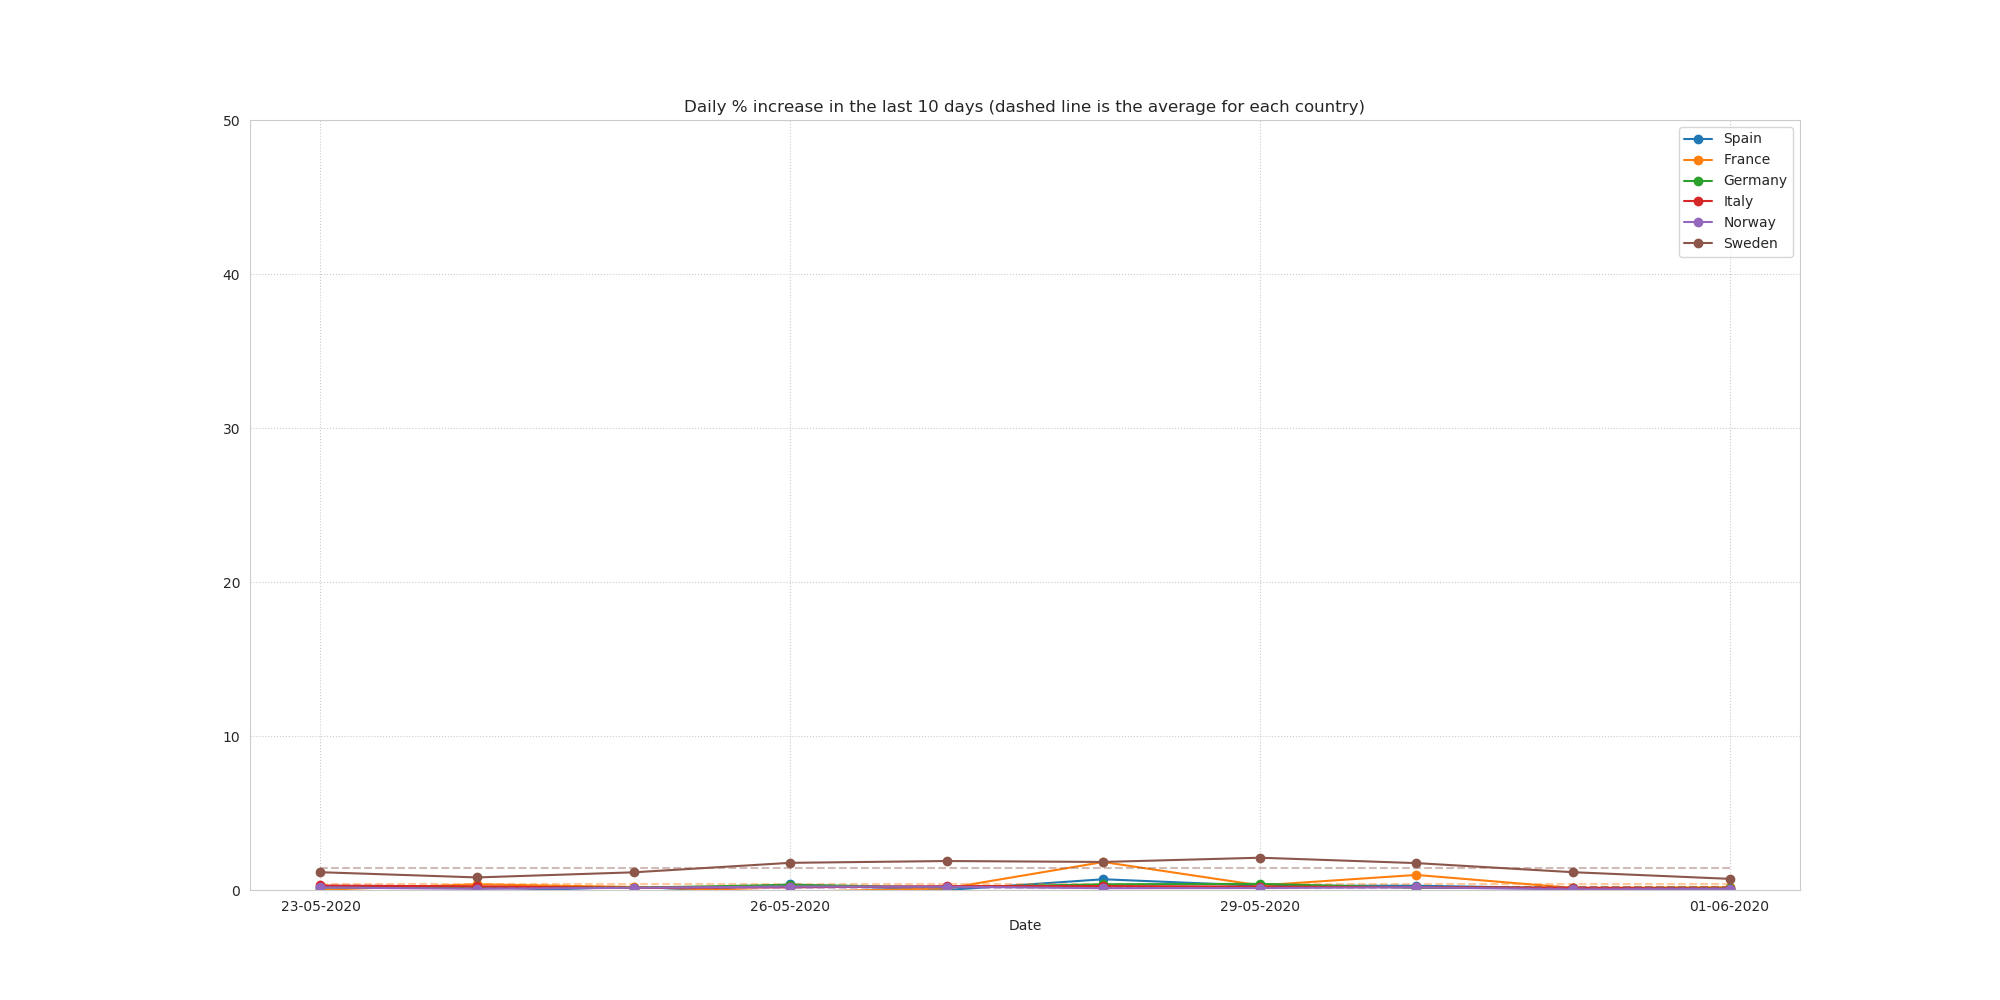 Daily % increase in the last 10 days (dashed line is the average for each country)
50
40
30
20
10
0
Spain
France
Germany
Italy
Norway
Sweden
23-05-2020 26-05-2020 29-05-2020 01-06-2020
Date